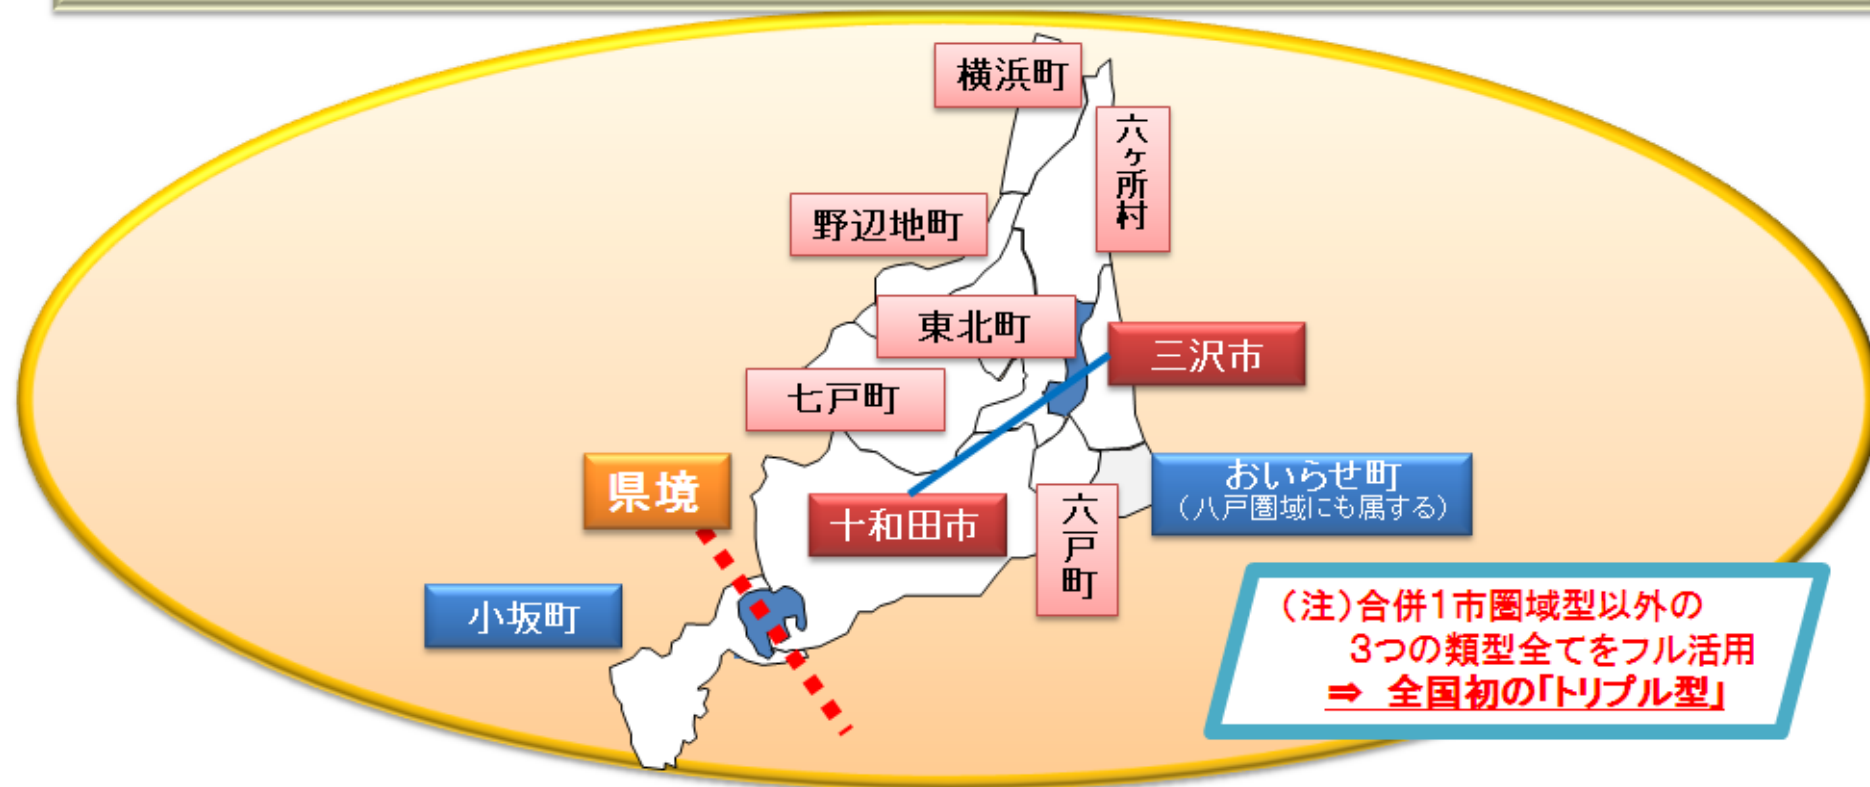 横浜町
六ヶ所村
野辺地町
東北町
三沢市
七戸町
県境
おいらせ町
（八戸圏域にも属する）
十和田市
六戸町
小坂町
（注）合併１市圏域型以外の
３つの類型全てをフル活用
⇒ 全国初の「トリプル型」